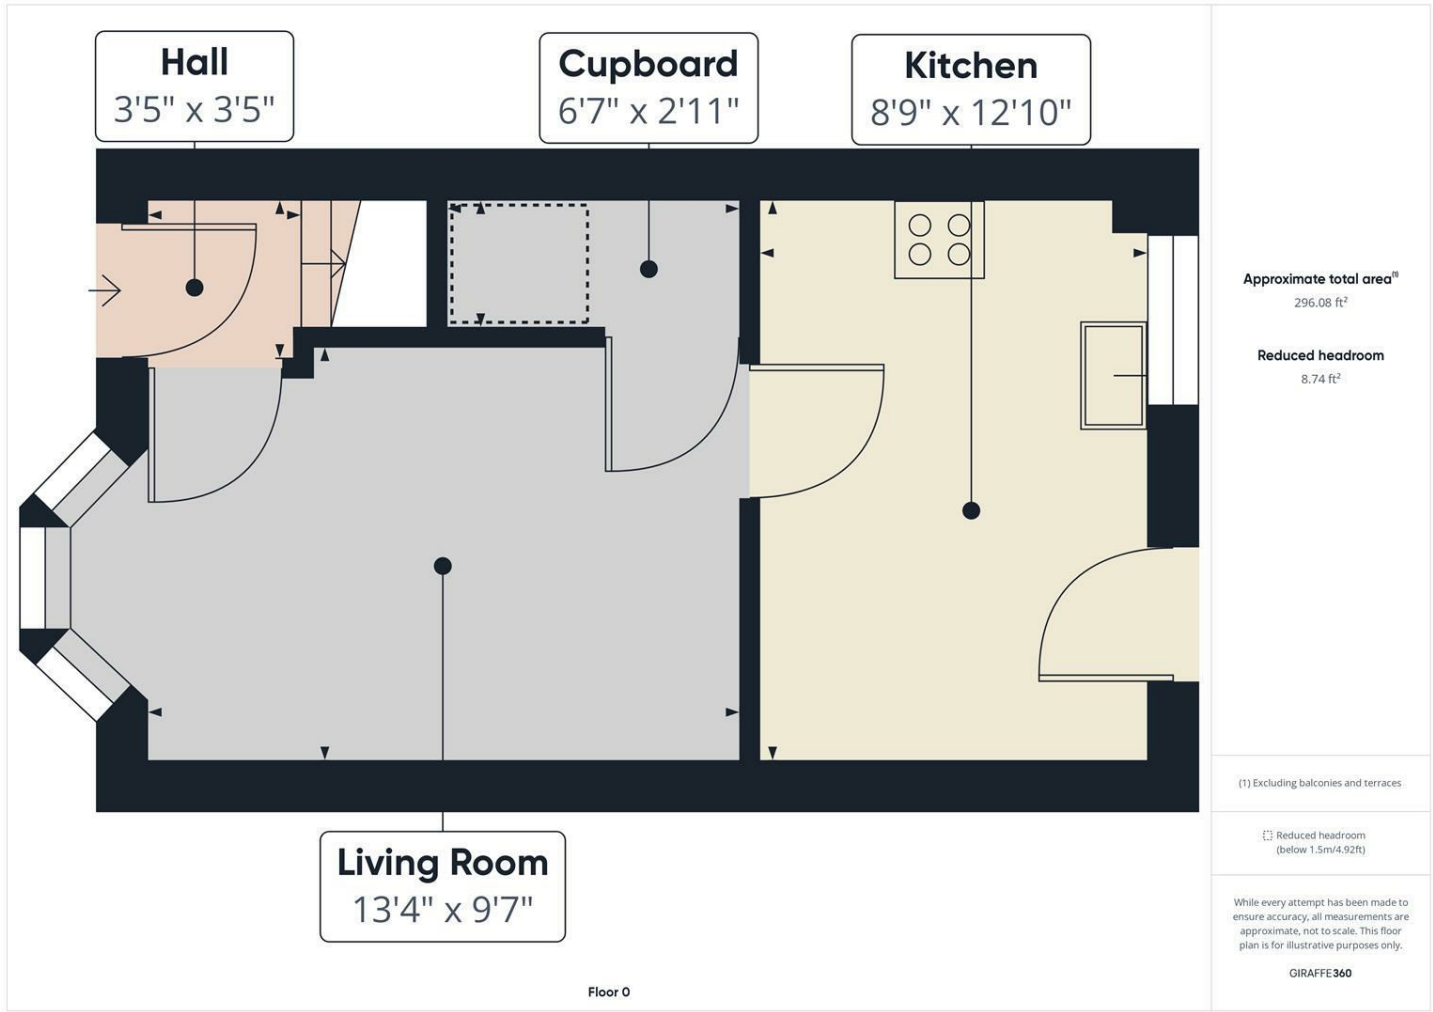 Hall
3'5" x 3'5"
Cupboard
6'7" x 2'11"
Kitchen
8'9" x 12'10"
Living Room
13'4" x 9'7"
Floor 0
Approximate total area(1)
296.08 ft²
Reduced headroom
8.74 ft²
(1) Excluding balconies and terraces
Reduced headroom
(below 1.5m/4.92ft)
While every attempt has been made to
ensure accuracy, all measurements are
approximate, not to scale. This floor
plan is for illustrative purposes only.
GIRAFFE360